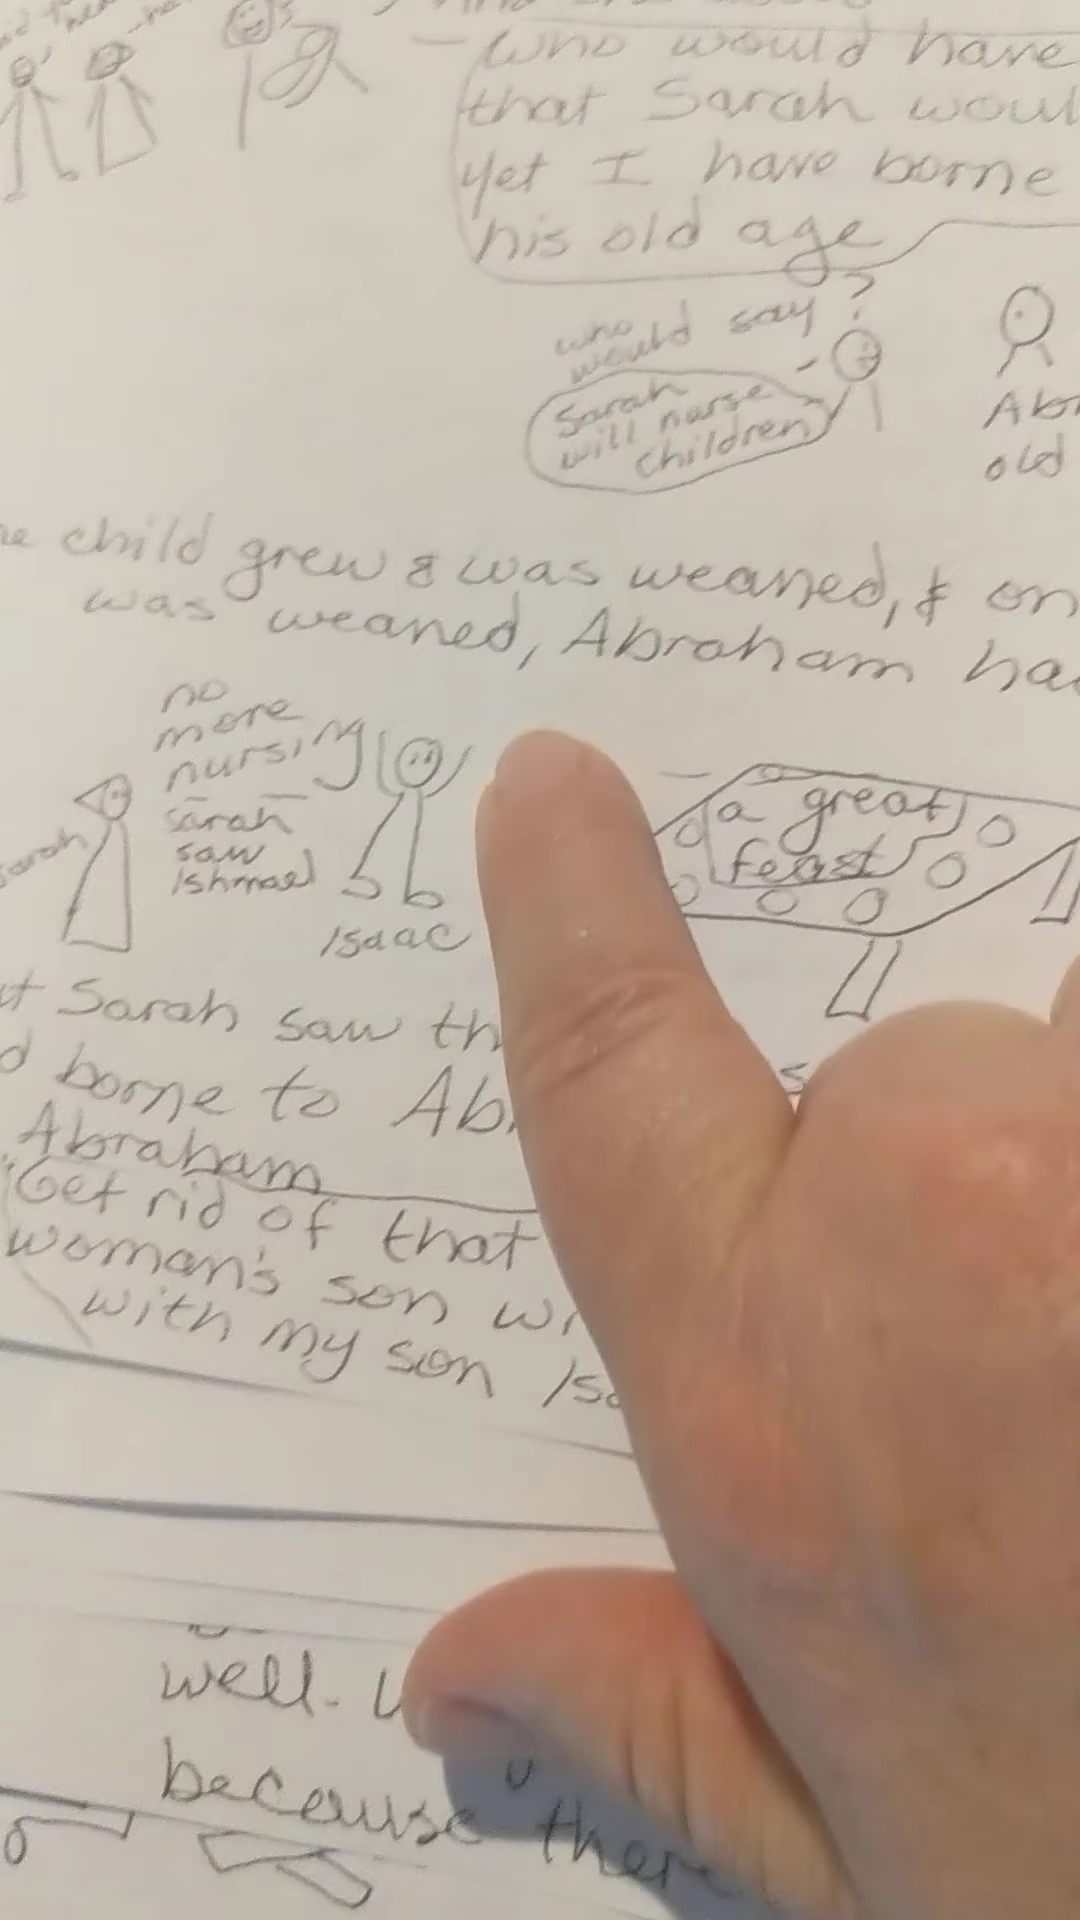 who would have
that Sarah woul
yet I have borne
his old age
who would say?
Sarah will nurse children
Ab
old
child grew & was weaned, & on
was weaned, Abraham ha
no
more
nursing
Sarah
saw
Ishmael
Sarah
Isaac
a great
feast
Sarah saw th
d borne to Ab
Abraham
"Get rid of that
woman's son wi
with my son Isa
well-
because there